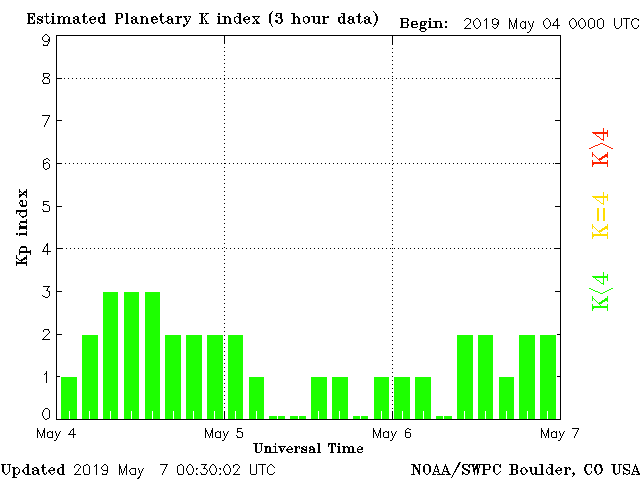 Estimated Planetary K index (3 hour data)
Begin: 2019 May 04 0000 UTC
9
8
7
6
5
4
3
2
1
0
Kp index
K>4
K=4
K<4
May 4
May 5
May 6
May 7
Universal Time
Updated 2019 May 7 00:30:02 UTC
NOAA/SWPC Boulder, CO USA